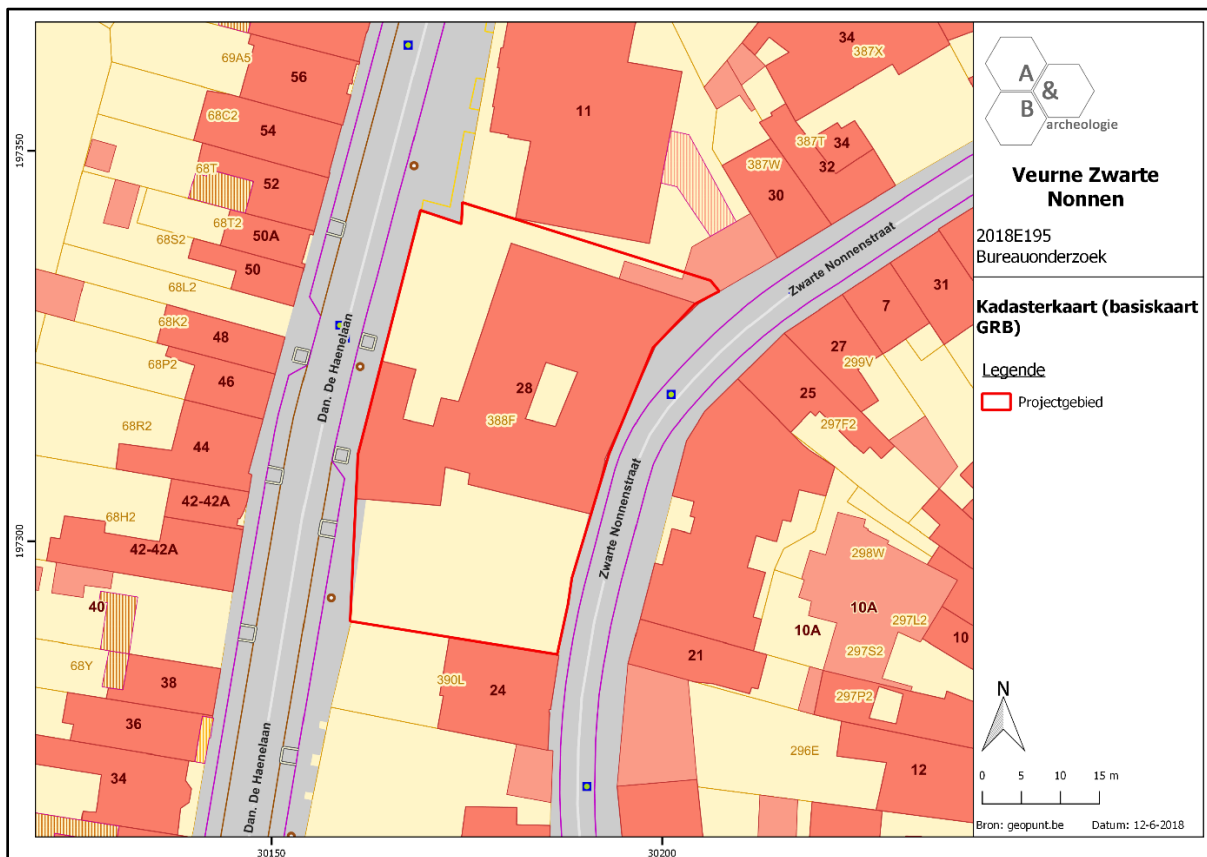 69A5
56
34
387X
11
68C2
54
197350
68T
52
387T
34
387W
32
30
68T2
50A
68S2
50
68L2
Zwarte Nonnenstraat
31
7
68K2
48
27
299V
68P2
46
Dan. De Haenelaan
28
25
388F
297F2
68R2
44
42-42A
Zwarte Nonnenstraat
68H2
197300
42-42A
298W
40
10A
10A
297L2
10
68Y
21
297S2
38
390L
24
297P2
36
296E
Dan. De Haenelaan
34
12
30150
30200
A
&
B
archeologie
Veurne Zwarte
Nonnen
2018E195
Bureauonderzoek
Kadasterkaart (basiskaart
GRB)
Legende
Projectgebied
N
0 5 10 15 m
Bron: geopunt.be Datum: 12-6-2018